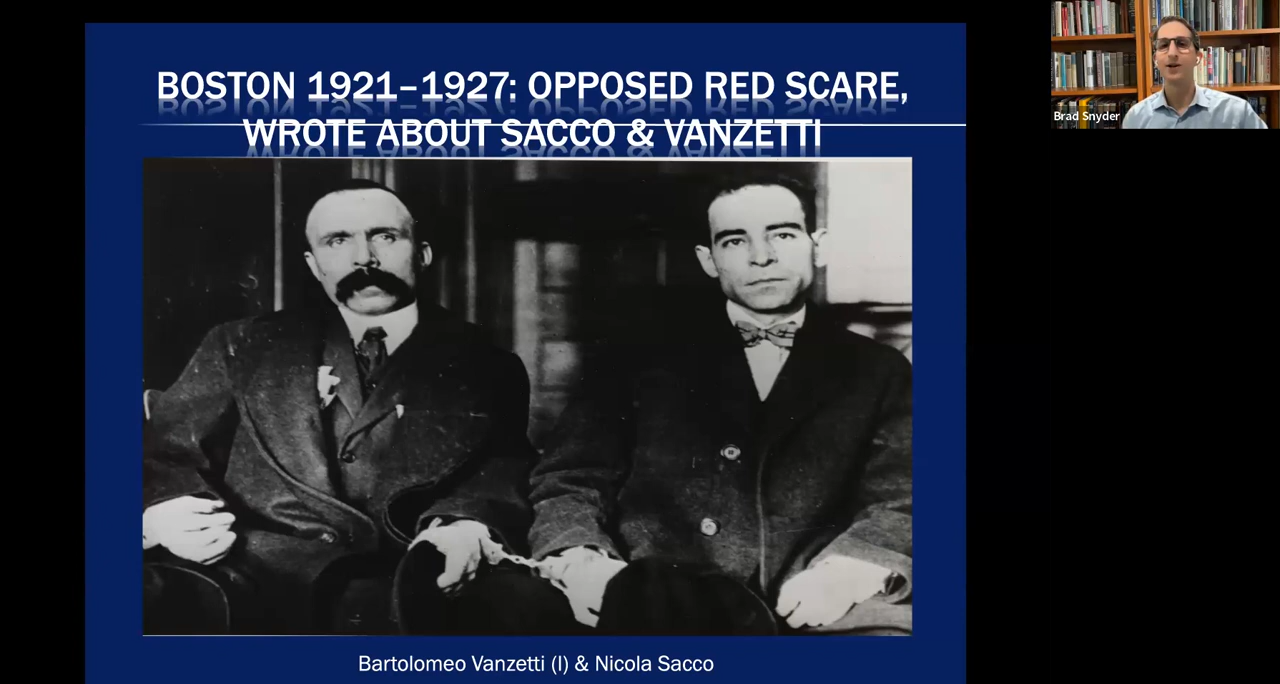 BOSTON 1921–1927: OPPOSED RED SCARE,
WROTE ABOUT SACCO & VANZETTI
Brad Snyder
Bartolomeo Vanzetti (l) & Nicola Sacco